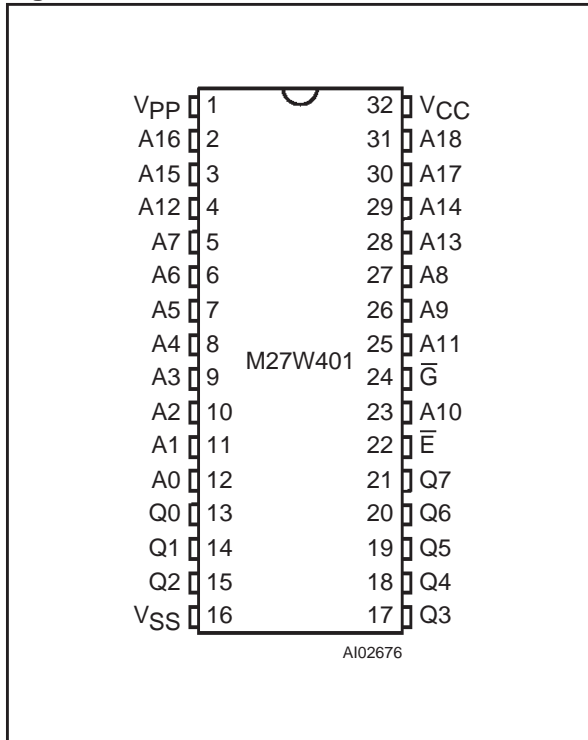 VPP 1 32 VCC
A16 2 31 A18
A15 3 30 A17
A12 4 29 A14
A7 5 28 A13
A6 6 27 A8
A5 7 26 A9
A4 8 25 A11
M27W401
A3 9 24 G̅
A2 10 23 A10
A1 11 22 E̅
A0 12 21 Q7
Q0 13 20 Q6
Q1 14 19 Q5
Q2 15 18 Q4
VSS 16 17 Q3
AI02676